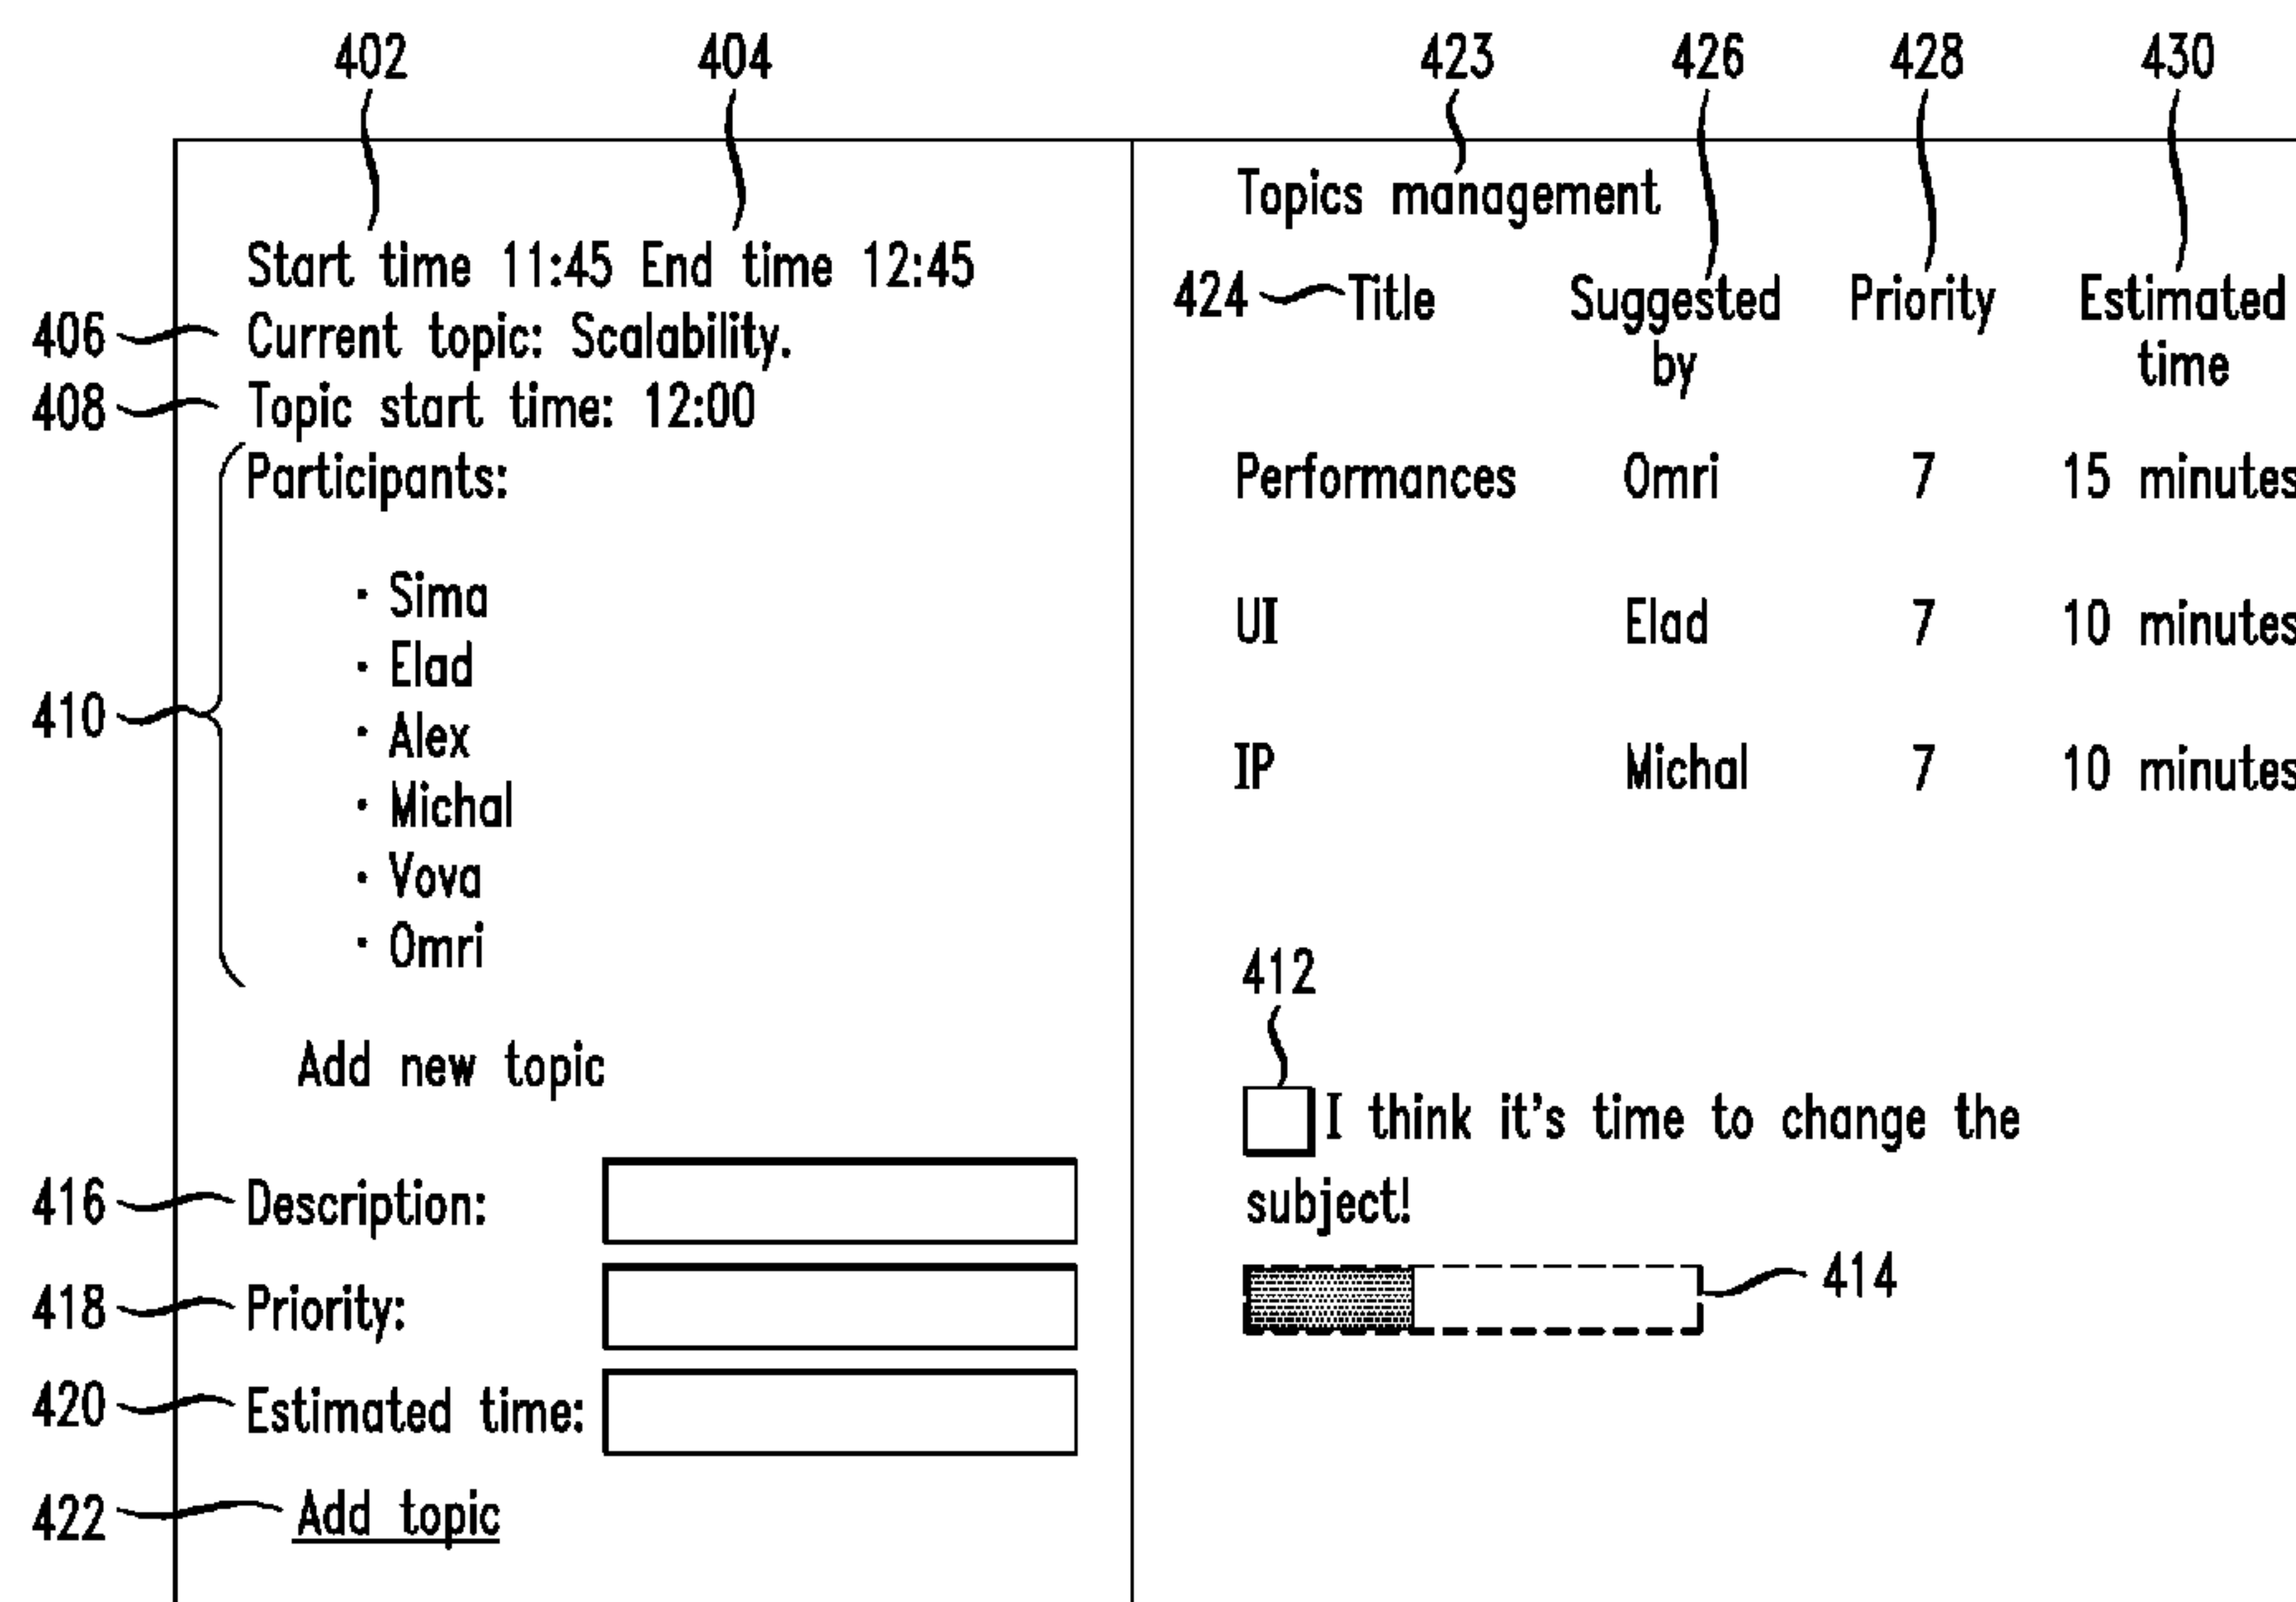 402 404 423 426 428 430
Topics management
Start time 11:45 End time 12:45
424 Title Suggested by Priority Estimated time
406 Current topic: Scalability.
408 Topic start time: 12:00
Participants:
Performances Omri 7 15 minutes
· Sima
UI Elad 7 10 minutes
· Elad
410
· Alex
IP Michal 7 10 minutes
· Michal
· Vova
· Omri
412
Add new topic
I think it's time to change the
subject!
416 Description:
414
418 Priority:
420 Estimated time:
422 Add topic